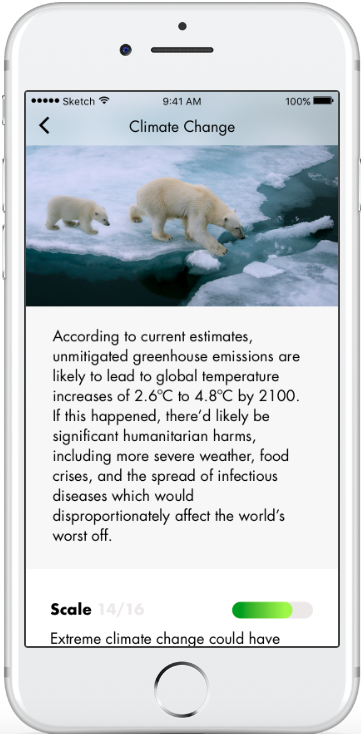 Sketch 9:41 AM 100%
Climate Change
According to current estimates,
unmitigated greenhouse emissions are
likely to lead to global temperature
increases of 2.6ºC to 4.8ºC by 2100.
If this happened, there’d likely be
significant humanitarian harms,
including more severe weather, food
crises, and the spread of infectious
diseases which would
disproportionately affect the world’s
worst off.
Scale 14/16
Extreme climate change could have